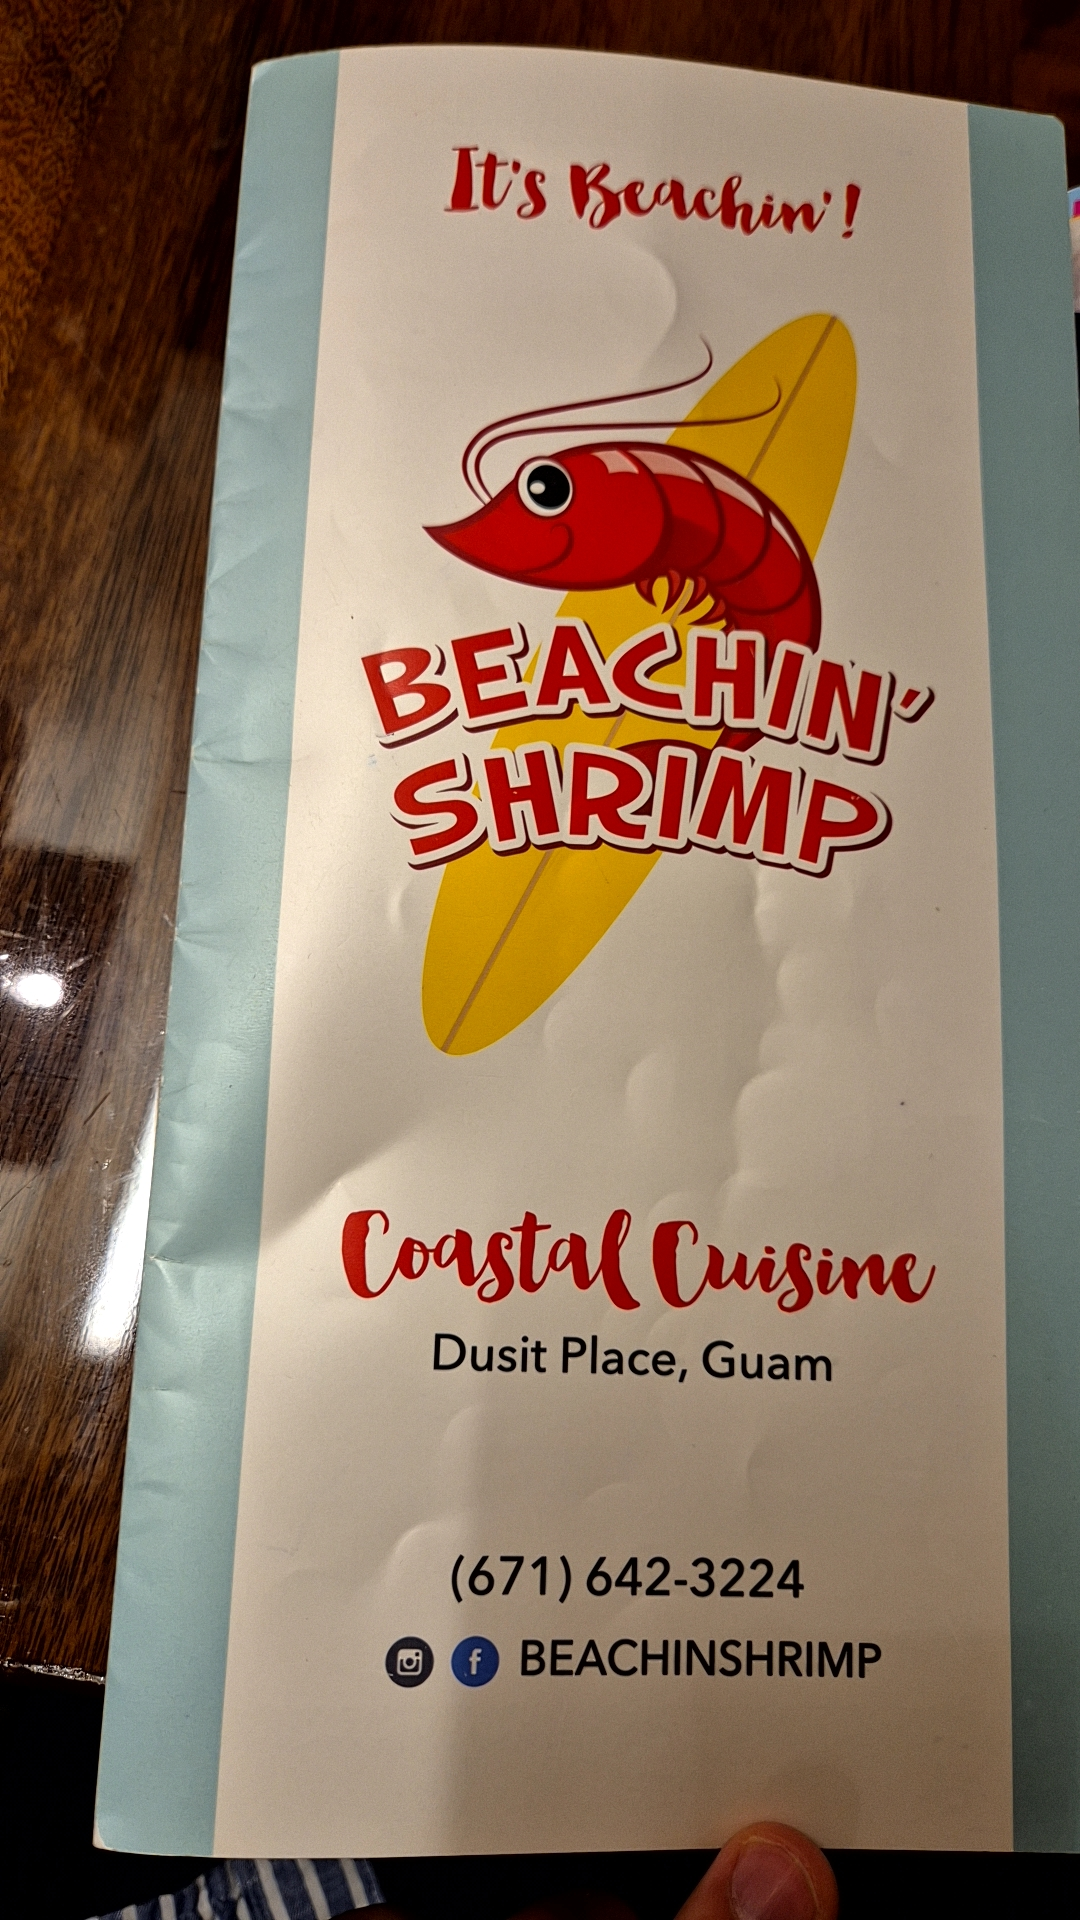 It's Beachin'!
BEACHIN'
SHRIMP
Coastal Cuisine
Dusit Place, Guam
(671) 642-3224
f BEACHINSHRIMP